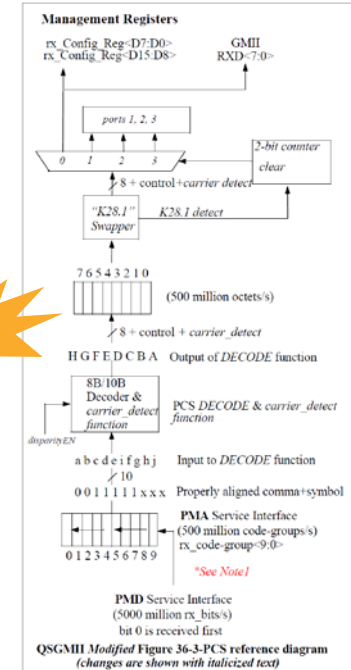 Management Registers
rx_Config_Reg<D7:D0>
rx_Config_Reg<D15:D8>
GMII
RXD<7:0>
ports 1, 2, 3
0 1 2 3
2-bit counter
clear
8 + control+carrier detect
"K28.1"
Swapper
K28.1 detect
7 6 5 4 3 2 1 0
(500 million octets/s)
8 + control + carrier_detect
H G F E D C B A Output of DECODE function
8B/10B
Decoder &
carrier_detect
function
PCS DECODE & carrier_detect
function
disparityEN
a b c d e i f g h j Input to DECODE function
10
0 0 1 1 1 1 1 x x x Properly aligned comma+symbol
PMA Service Interface
(500 million code-groups/s)
rx_code-group<9:0>
0 1 2 3 4 5 6 7 8 9
*See Note1
PMD Service Interface
(5000 million rx_bits/s)
bit 0 is received first
QSGMII Modified Figure 36-3-PCS reference diagram
(changes are shown with italicized text)